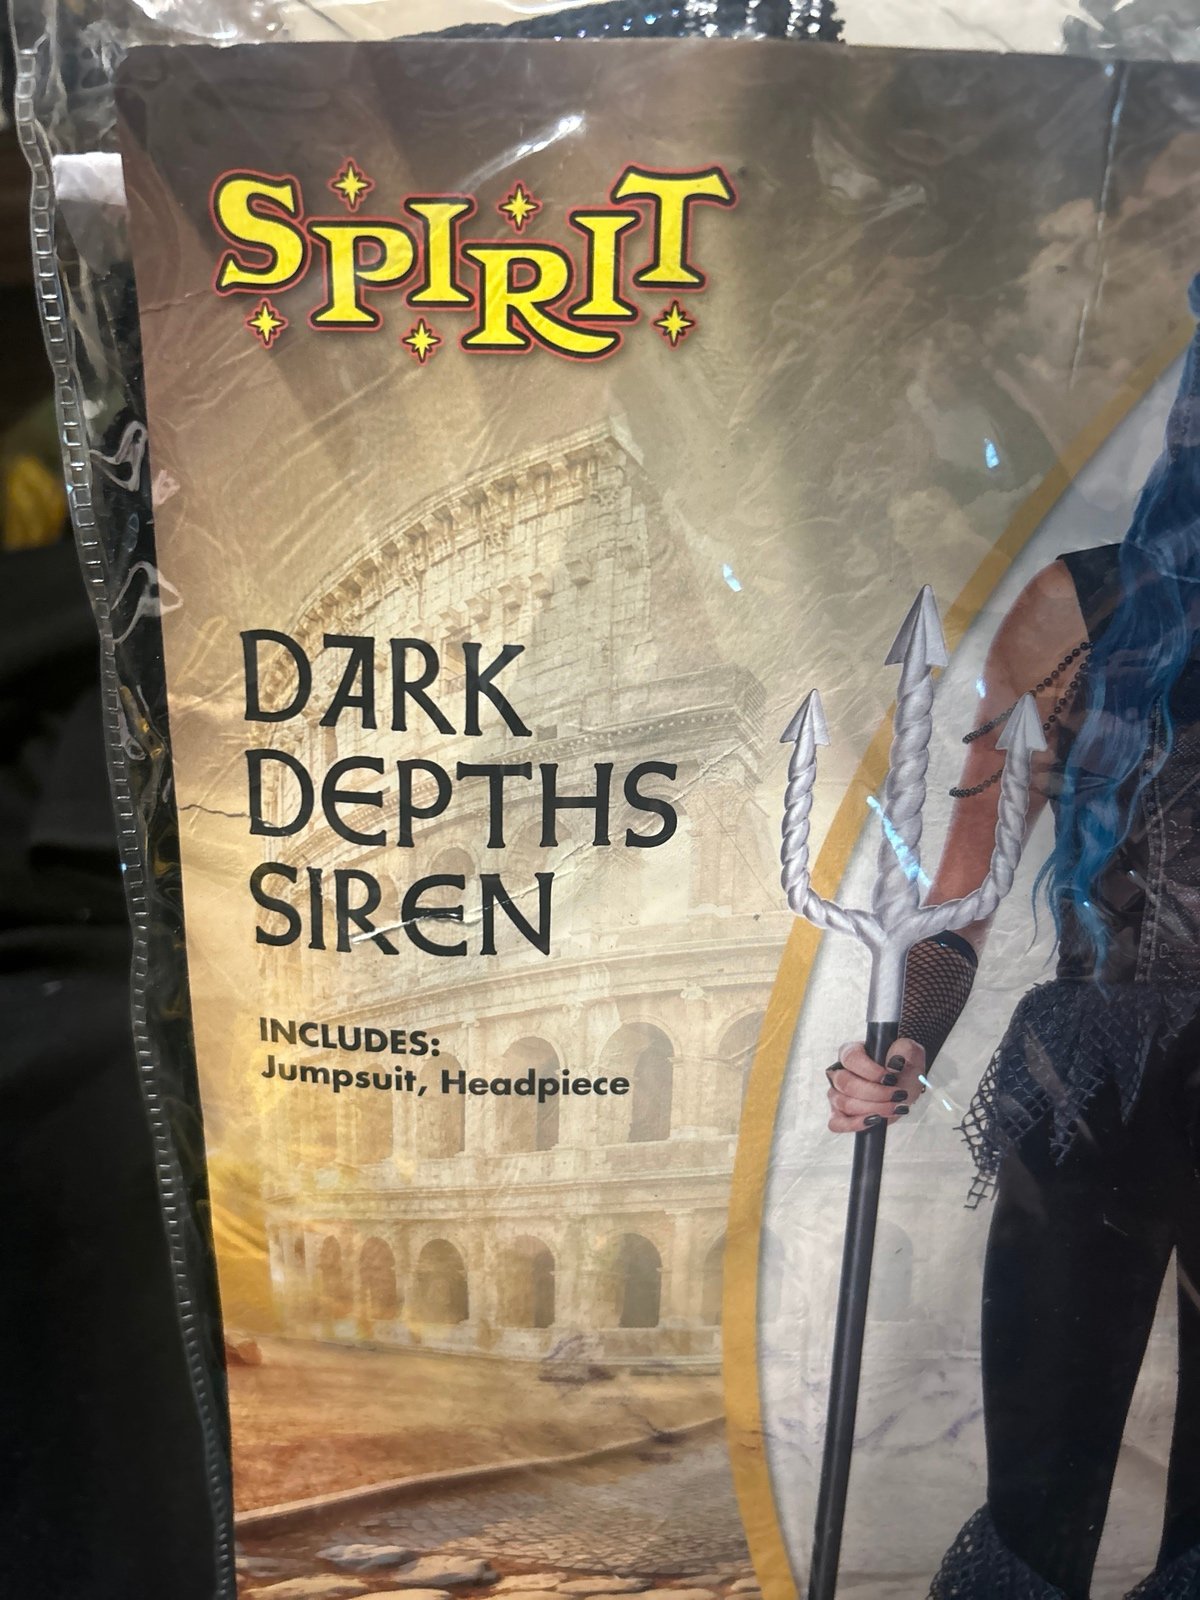 SPIRIT
DARK
DEPTHS
SIREN
INCLUDES:
Jumpsuit, Headpiece